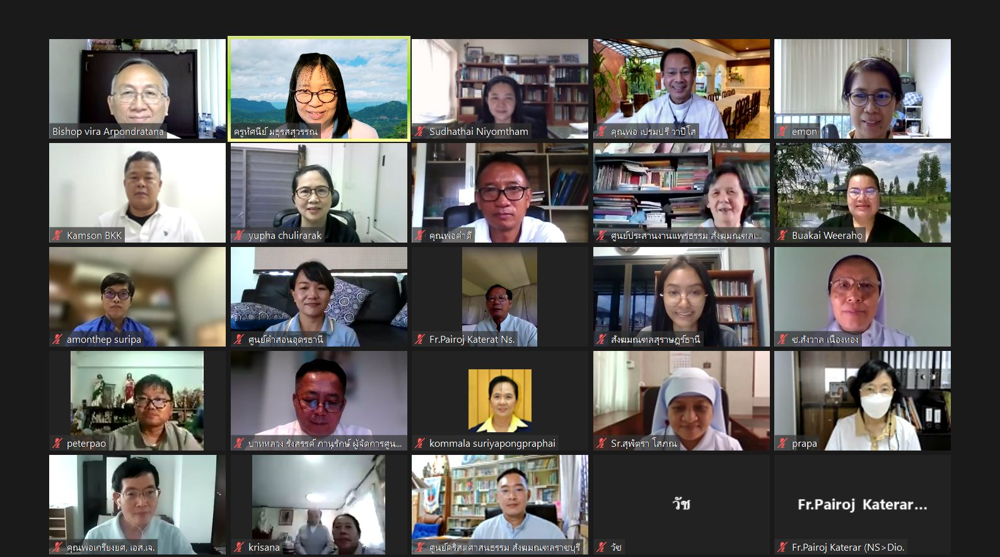 Bishop vira Arpondratana
ครูทัศนีย์ มธุรสสุวรรณ
Sudhathai Niyomtham
คุณพ่อ เปรมปรี วาปีโส
emon
Kamson BKK
yupha chulirarak
คุณพ่อคำดี
ศูนย์ประสานงานแพร่ธรรม สังฆมณฑลเ...
Buakai Weeraho
amonthep suripa
ศูนย์คำสอนอุดรธานี
Fr.Pairoj Katerat Ns.
สังฆมณฑลสุราษฎร์ธานี
ซ.สังวาล เนืองทอง
peterpao
บาทหลวง รังสรรค์ ภานุรักษ์ ผู้จัดการศูน...
kommala suriyapongpraphai
Sr.สุพัตรา โสภณ
prapa
คุณพ่อเกรียงยศ, เอส.เจ.
krisana
ศูนย์คริสตศาสนธรรม สังฆมณฑลราชบุรี
วัช
วัช
Fr.Pairoj Katerar...
Fr.Pairoj Katerar (NS>Dio.